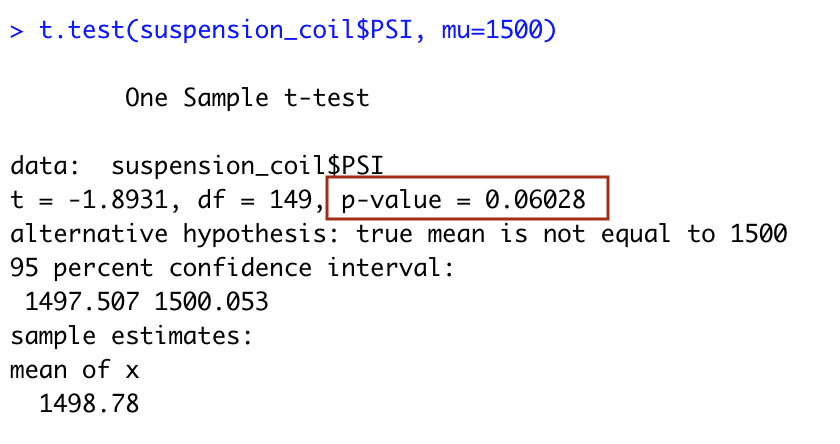 > t.test(suspension_coil$PSI, mu=1500)
One Sample t-test
data:  suspension_coil$PSI
t = -1.8931, df = 149, p-value = 0.06028
alternative hypothesis: true mean is not equal to 1500
95 percent confidence interval:
 1497.507 1500.053
sample estimates:
mean of x
  1498.78